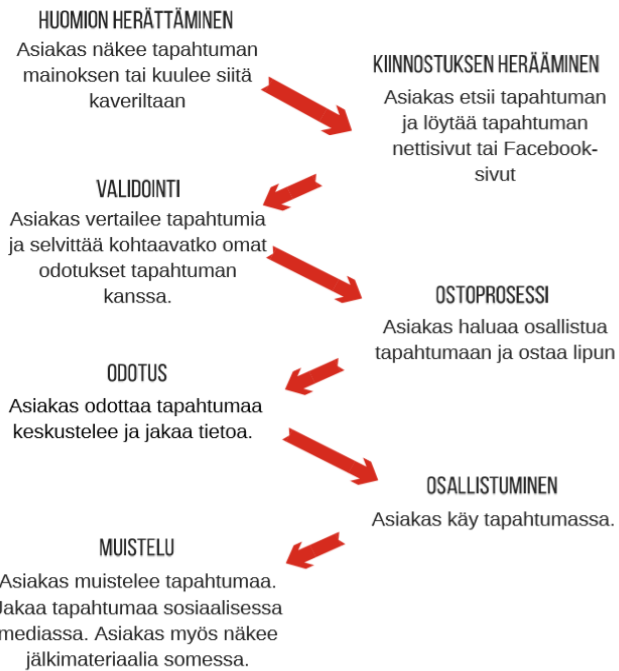 HUOMION HERÄTTÄMINEN
Asiakas näkee tapahtuman
mainoksen tai kuulee siitä
kaveriltaan
KIINNOSTUKSEN HERÄÄMINEN
Asiakas etsii tapahtuman
ja löytää tapahtuman
nettisivut tai Facebook-
sivut
VALIDOINTI
Asiakas vertailee tapahtumia
ja selvittää kohtaavatko omat
odotukset tapahtuman
kanssa.
OSTOPROSESSI
Asiakas haluaa osallistua
tapahtumaan ja ostaa lipun
ODOTUS
Asiakas odottaa tapahtumaa
keskustelee ja jakaa tietoa.
OSALLISTUMINEN
Asiakas käy tapahtumassa.
MUISTELU
Asiakas muistelee tapahtumaa.
Jakaa tapahtumaa sosiaalisessa
mediassa. Asiakas myös näkee
jälkimateriaalia somessa.